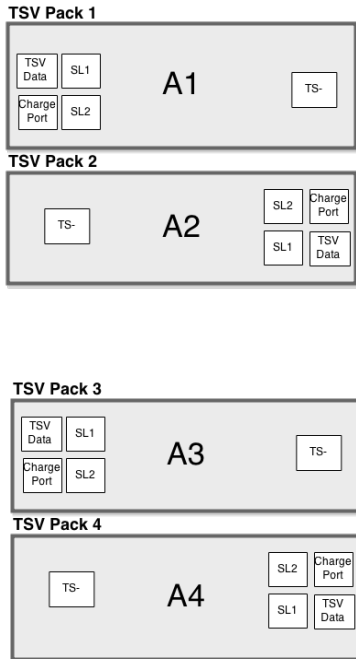 TSV Pack 1
TSV
Data
SL1
Charge
Port
SL2
A1
TS-
TSV Pack 2
TS-
A2
SL2
Charge
Port
SL1
TSV
Data
TSV Pack 3
TSV
Data
SL1
Charge
Port
SL2
A3
TS-
TSV Pack 4
TS-
A4
SL2
Charge
Port
SL1
TSV
Data